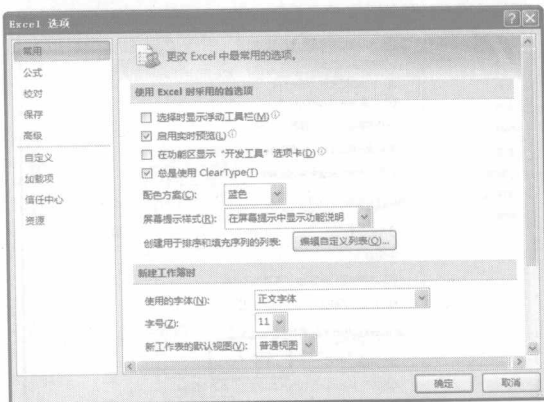 Excel 选项
常用
公式
校对
保存
高级
自定义
加载项
信任中心
资源
更改 Excel 中最常用的选项。
使用 Excel 时采用的首选项
选择时显示浮动工具栏(M)
启用实时预览(L)
在功能区显示“开发工具”选项卡(D)
总是使用 ClearType(T)
配色方案(C): 蓝色
屏幕提示样式(R): 在屏幕提示中显示功能说明
创建用于排序和填充序列的列表: 编辑自定义列表(O)...
新建工作簿时
使用的字体(N): 正文字体
字号(Z): 11
新工作表的默认视图(V): 普通视图
确定 取消